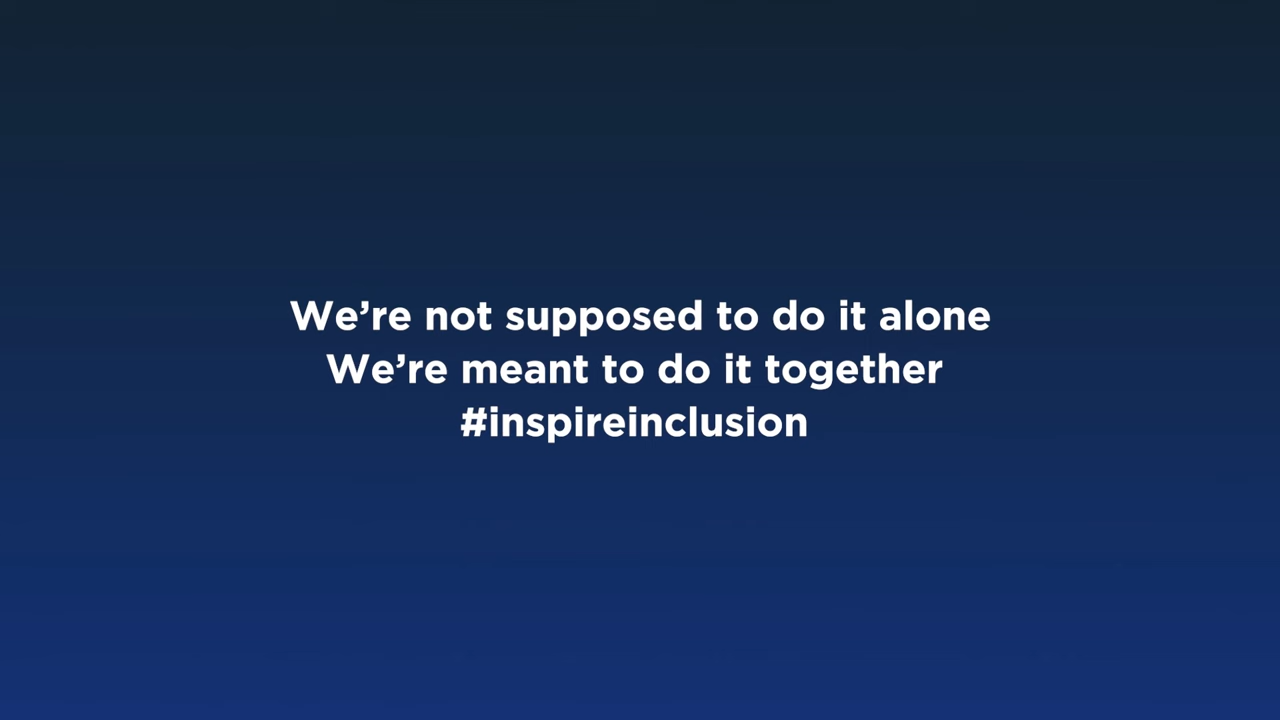 We’re not supposed to do it alone
We’re meant to do it together
#inspireinclusion